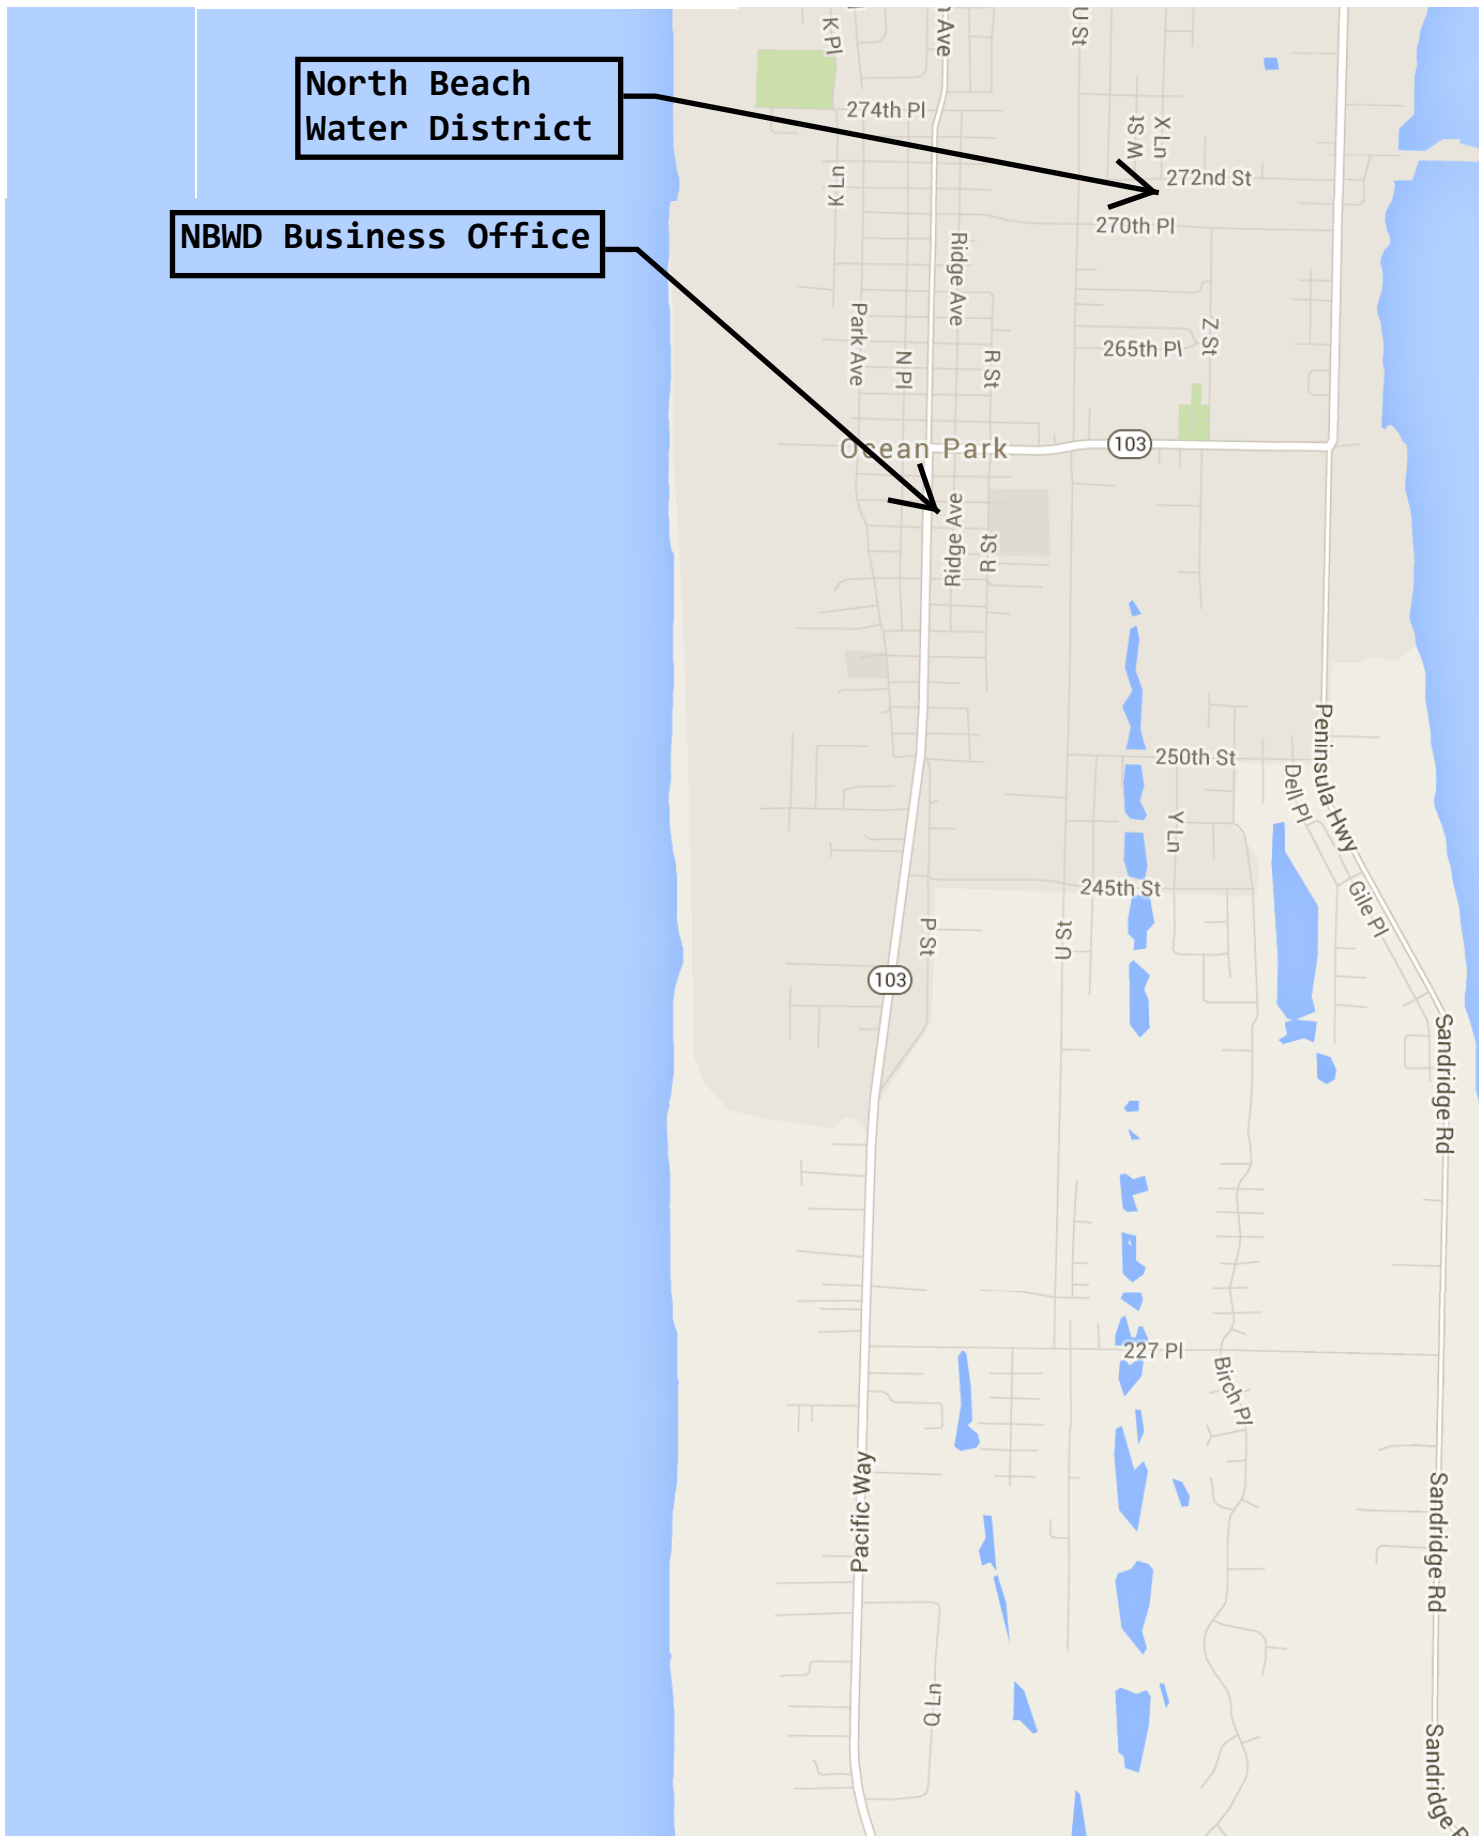 K Pl
n Ave
U St
North Beach
Water District
274th Pl
St W
X Ln
K Ln
272nd St
270th Pl
NBWD Business Office
Ridge Ave
Park Ave
N Pl
R St
265th Pl
Z St
Ocean Park
103
Ridge Ave
R St
Peninsula Hwy
250th St
Dell Pl
Y Ln
245th St
Gile Pl
P St
St U
103
Sandridge Rd
227 Pl
Birch Pl
Pacific Way
Sandridge Rd
Q Ln
Sandridge R